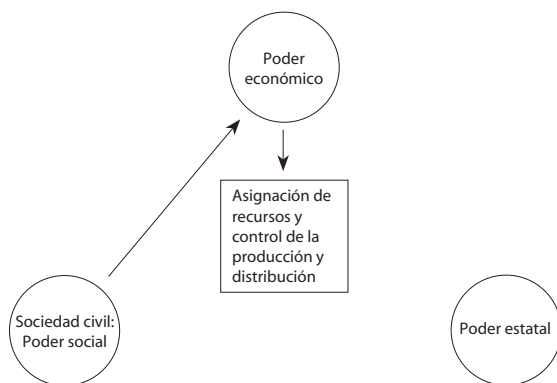 Poder
económico
Asignación de
recursos y
control de la
producción y
distribución
Sociedad civil:
Poder social
Poder estatal